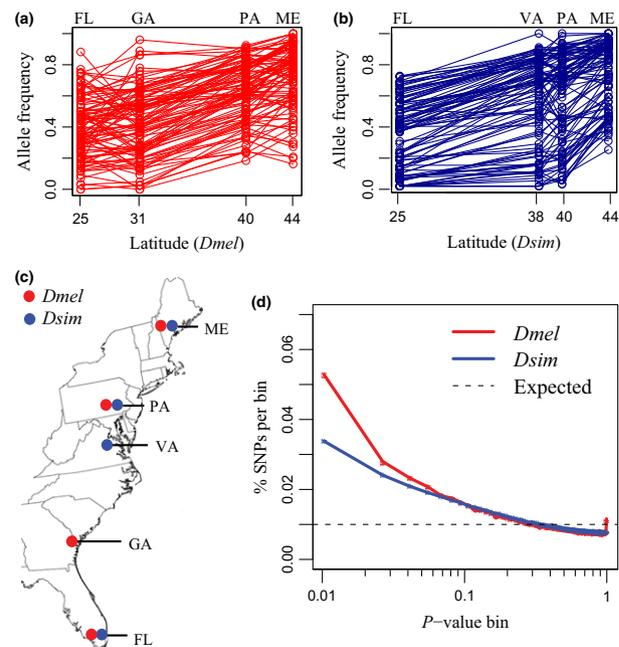 (a)
FL GA PA ME
Allele frequency
0.8
0.4
0.0
25 31 40 44
Latitude (Dmel)
(b)
FL VA PA ME
Allele frequency
0.8
0.4
0.0
25 38 40 44
Latitude (Dsim)
(c)
Dmel
Dsim
ME
PA
VA
GA
FL
(d)
Dmel
Dsim
Expected
% SNPs per bin
0.06
0.04
0.02
0.00
0.01 0.1 1
P−value bin